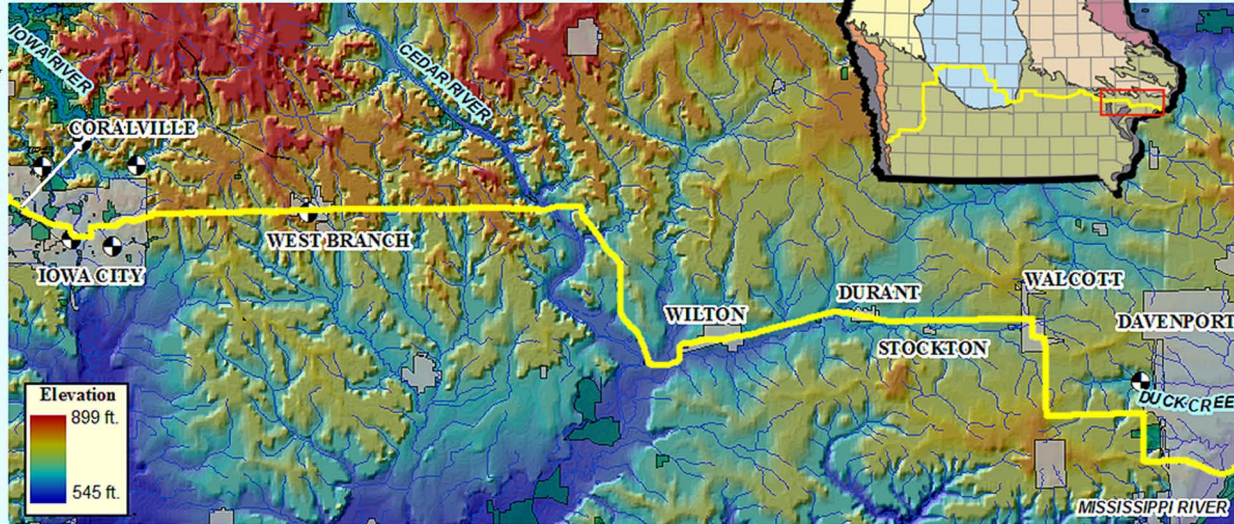 IOWA RIVER
CEDAR RIVER
CORALVILLE
WEST BRANCH
IOWA CITY
WILTON
DURANT
WALCOTT
STOCKTON
DAVENPORT
DUCK CREE
Elevation
899 ft.
545 ft.
MISSISSIPPI RIVER